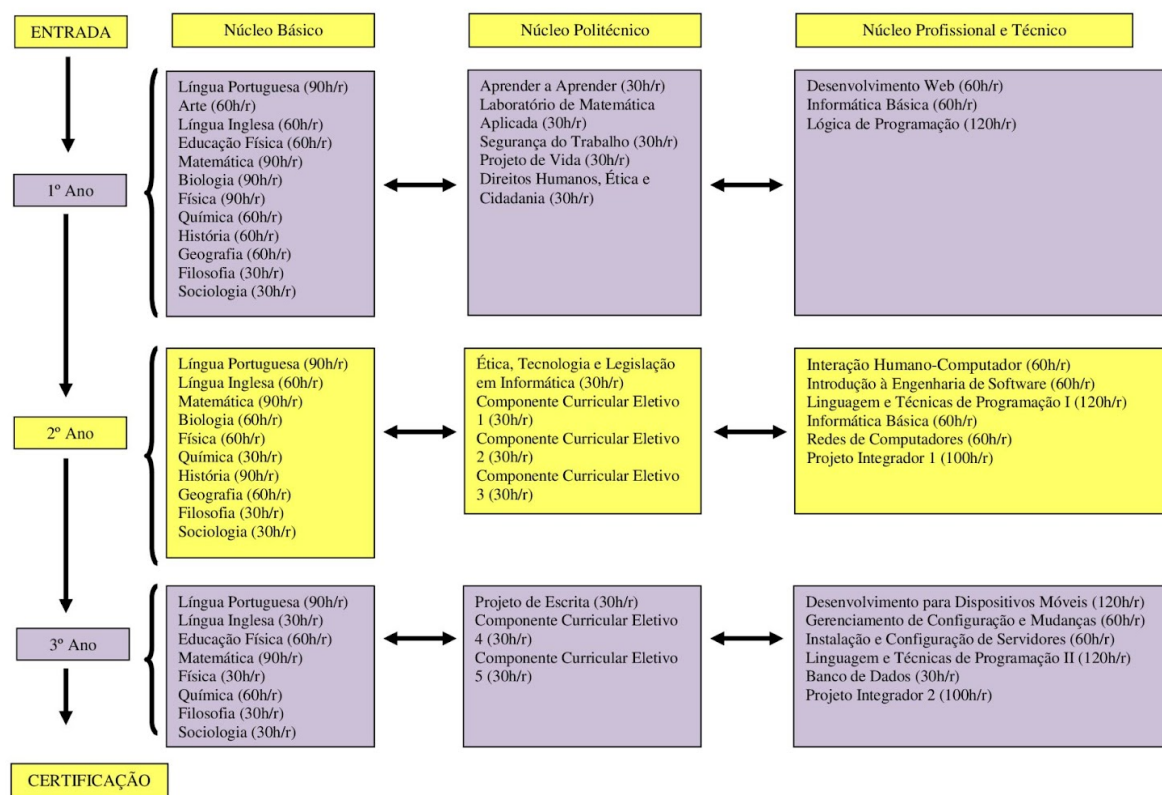 ENTRADA
Núcleo Básico
Núcleo Politécnico
Núcleo Profissional e Técnico
1º Ano
Língua Portuguesa (90h/r)
Arte (60h/r)
Língua Inglesa (60h/r)
Educação Física (60h/r)
Matemática (90h/r)
Biologia (90h/r)
Física (90h/r)
Química (60h/r)
História (60h/r)
Geografia (60h/r)
Filosofia (30h/r)
Sociologia (30h/r)
Aprender a Aprender (30h/r)
Laboratório de Matemática
Aplicada (30h/r)
Segurança do Trabalho (30h/r)
Projeto de Vida (30h/r)
Direitos Humanos, Ética e
Cidadania (30h/r)
Desenvolvimento Web (60h/r)
Informática Básica (60h/r)
Lógica de Programação (120h/r)
2º Ano
Língua Portuguesa (90h/r)
Língua Inglesa (60h/r)
Matemática (90h/r)
Biologia (60h/r)
Física (60h/r)
Química (30h/r)
História (90h/r)
Geografia (60h/r)
Filosofia (30h/r)
Sociologia (30h/r)
Ética, Tecnologia e Legislação
em Informática (30h/r)
Componente Curricular Eletivo
1 (30h/r)
Componente Curricular Eletivo
2 (30h/r)
Componente Curricular Eletivo
3 (30h/r)
Interação Humano-Computador (60h/r)
Introdução à Engenharia de Software (60h/r)
Linguagem e Técnicas de Programação I (120h/r)
Informática Básica (60h/r)
Redes de Computadores (60h/r)
Projeto Integrador 1 (100h/r)
3º Ano
Língua Portuguesa (90h/r)
Língua Inglesa (30h/r)
Educação Física (60h/r)
Matemática (90h/r)
Física (30h/r)
Química (60h/r)
Filosofia (30h/r)
Sociologia (30h/r)
Projeto de Escrita (30h/r)
Componente Curricular Eletivo
4 (30h/r)
Componente Curricular Eletivo
5 (30h/r)
Desenvolvimento para Dispositivos Móveis (120h/r)
Gerenciamento de Configuração e Mudanças (60h/r)
Instalação e Configuração de Servidores (60h/r)
Linguagem e Técnicas de Programação II (120h/r)
Banco de Dados (30h/r)
Projeto Integrador 2 (100h/r)
CERTIFICAÇÃO